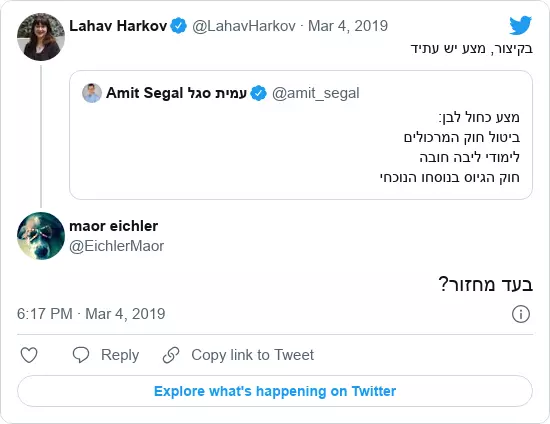 Lahav Harkov @LahavHarkov · Mar 4, 2019
בקיצור, מצע יש עתיד
Amit Segal עמית סגל @amit_segal
מצע כחול לבן:
ביטול חוק המרכולים
לימודי ליבה חובה
חוק הגיוס בנוסחו הנוכחי
maor eichler
@EichlerMaor
בעד מחזור?
6:17 PM · Mar 4, 2019
Reply Copy link to Tweet
Explore what's happening on Twitter